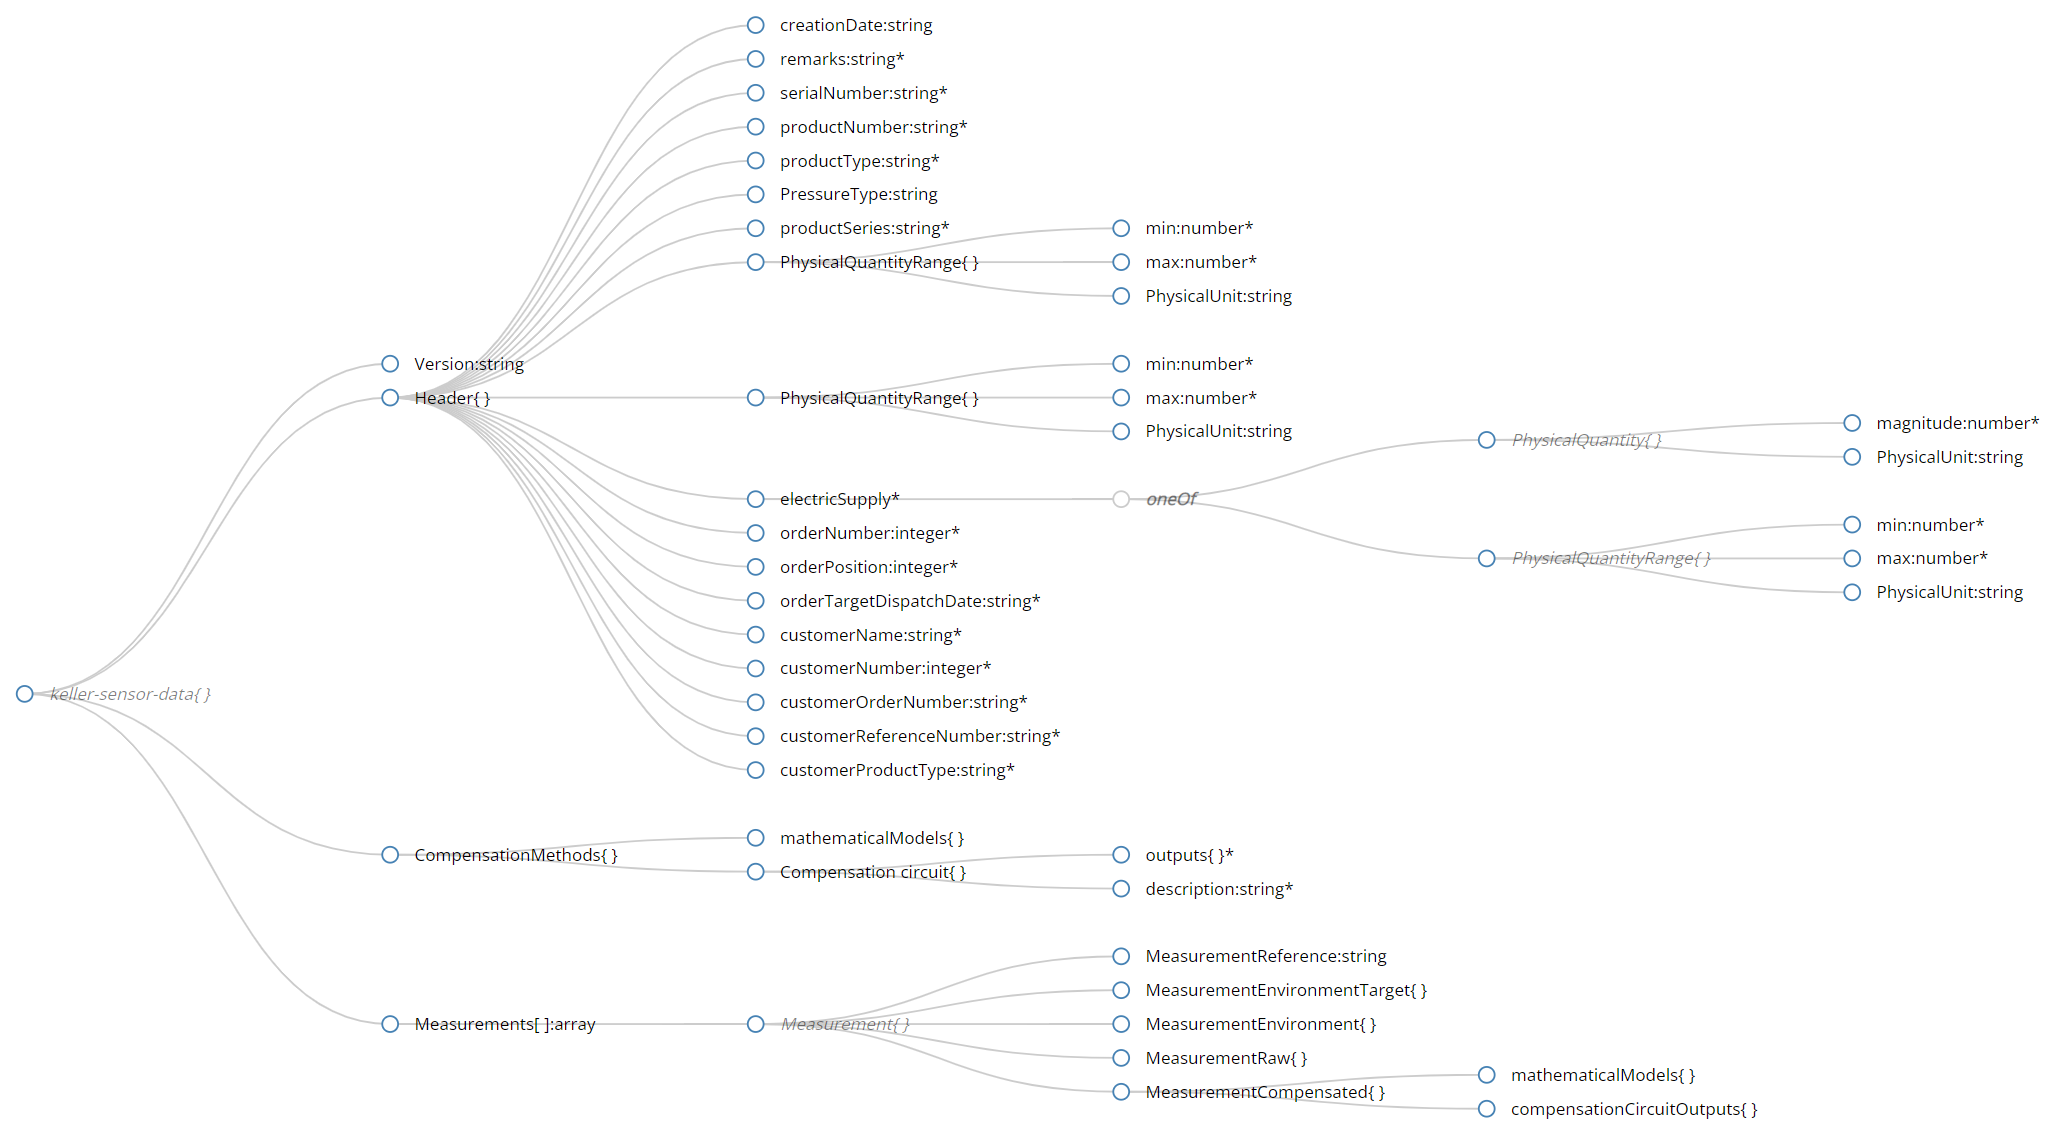 keller-sensor-data{ }
Version:string
Header{ }
creationDate:string
remarks:string*
serialNumber:string*
productNumber:string*
productType:string*
PressureType:string
productSeries:string*
PhysicalQuantityRange{ }
min:number*
max:number*
PhysicalUnit:string
PhysicalQuantityRange{ }
min:number*
max:number*
PhysicalUnit:string
electricSupply*
oneOf
PhysicalQuantity{ }
magnitude:number*
PhysicalUnit:string
PhysicalQuantityRange{ }
min:number*
max:number*
PhysicalUnit:string
orderNumber:integer*
orderPosition:integer*
orderTargetDispatchDate:string*
customerName:string*
customerNumber:integer*
customerOrderNumber:string*
customerReferenceNumber:string*
customerProductType:string*
CompensationMethods{ }
mathematicalModels{ }
Compensation circuit{ }
outputs{ }*
description:string*
Measurements[ ]:array
Measurement{ }
MeasurementReference:string
MeasurementEnvironmentTarget{ }
MeasurementEnvironment{ }
MeasurementRaw{ }
MeasurementCompensated{ }
mathematicalModels{ }
compensationCircuitOutputs{ }